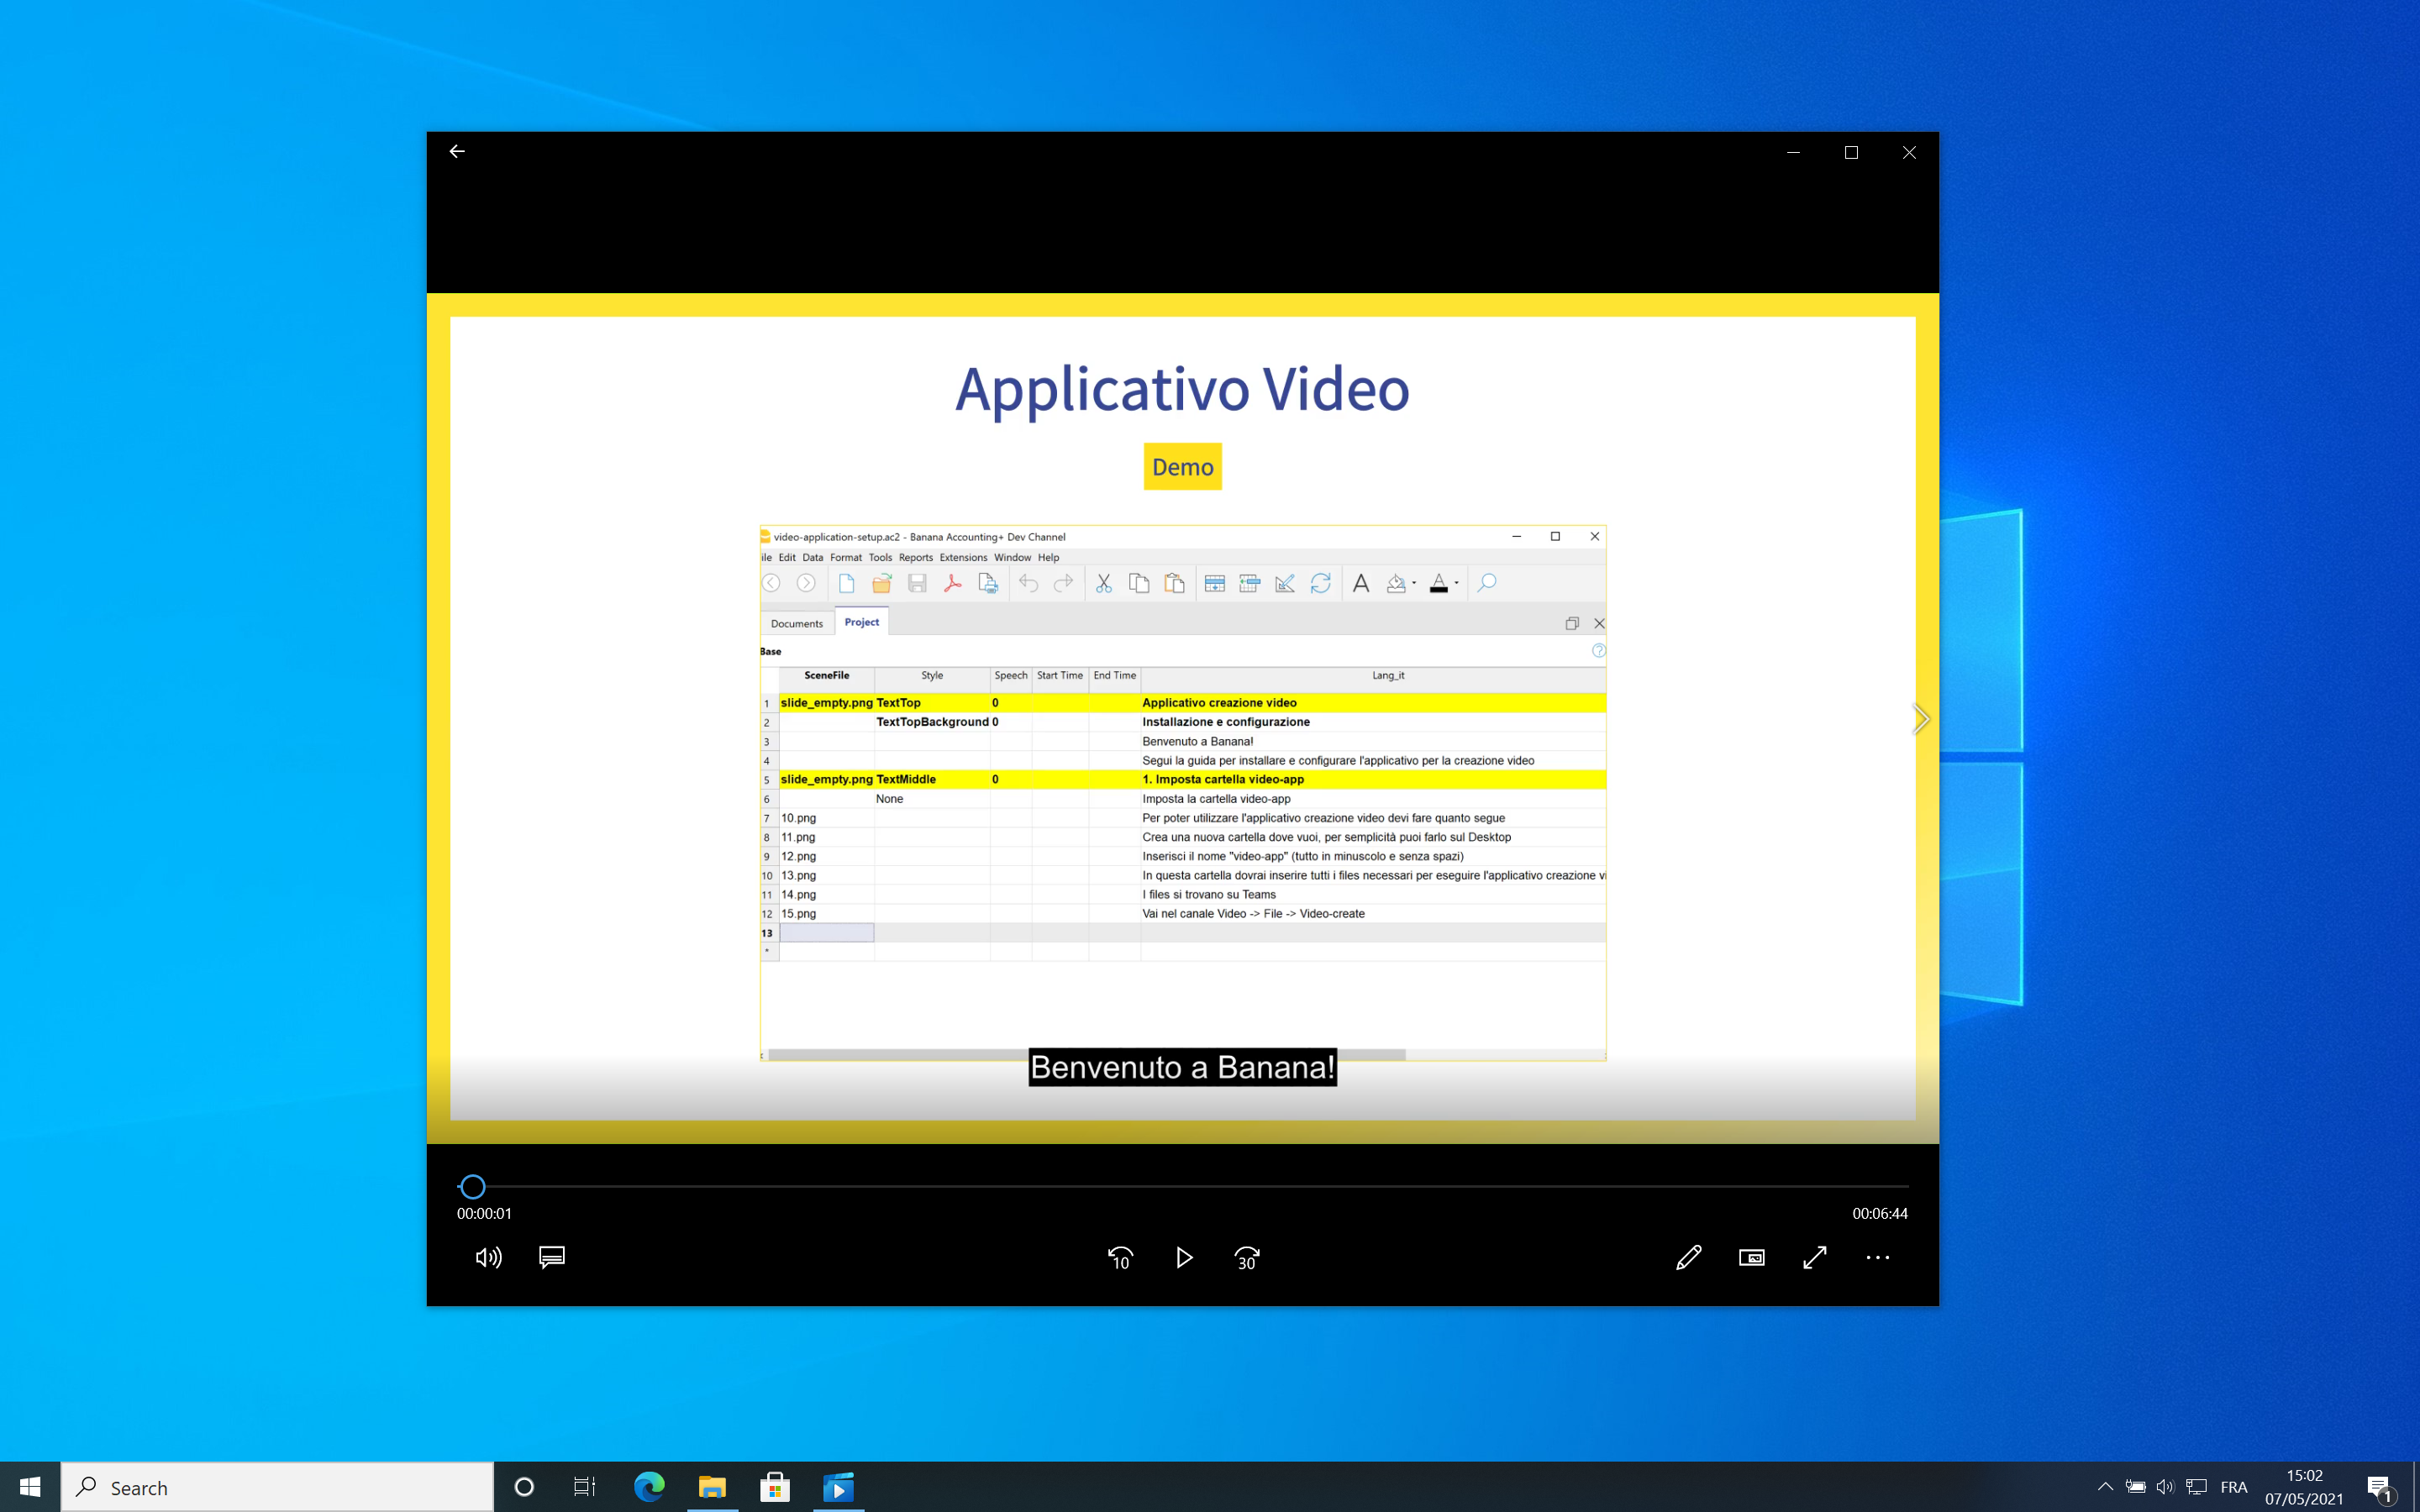 Applicativo Video
Demo
video-application-setup.ac2 - Banana Accounting+ Dev Channel
ile Edit Data Format Tools Reports Extensions Window Help
Documents Project
Base
SceneFile Style Speech Start Time End Time Lang_it
1 slide_empty.png TextTop 0 Applicativo creazione video
2 TextTopBackground 0 Installazione e configurazione
3 Benvenuto a Banana!
4 Segui la guida per installare e configurare l'applicativo per la creazione video
5 slide_empty.png TextMiddle 0 1. Imposta cartella video-app
6 None Imposta la cartella video-app
7 10.png Per poter utilizzare l'applicativo creazione video devi fare quanto segue
8 11.png Crea una nuova cartella dove vuoi, per semplicità puoi farlo sul Desktop
9 12.png Inserisci il nome "video-app" (tutto in minuscolo e senza spazi)
10 13.png In questa cartella dovrai inserire tutti i files necessari per eseguire l'applicativo creazione vi
11 14.png I files si trovano su Teams
12 15.png Vai nel canale Video -> File -> Video-create
13
*
Benvenuto a Banana!
00:00:01 00:06:44
10 30
Search FRA 15:02
07/05/2021 1